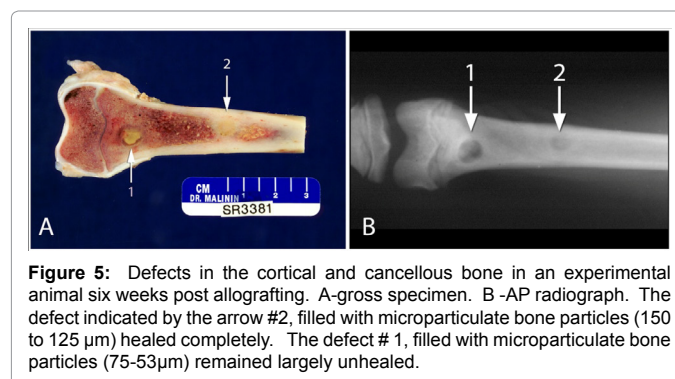 2
1
CM
1
2
3
DR. MALININ
SR3381
A
1
2
B
Figure 5: Defects in the cortical and cancellous bone in an experimental
animal six weeks post allografting. A-gross specimen. B -AP radiograph. The
defect indicated by the arrow #2, filled with microparticulate bone particles (150
to 125 µm) healed completely. The defect # 1, filled with microparticulate bone
particles (75-53µm) remained largely unhealed.